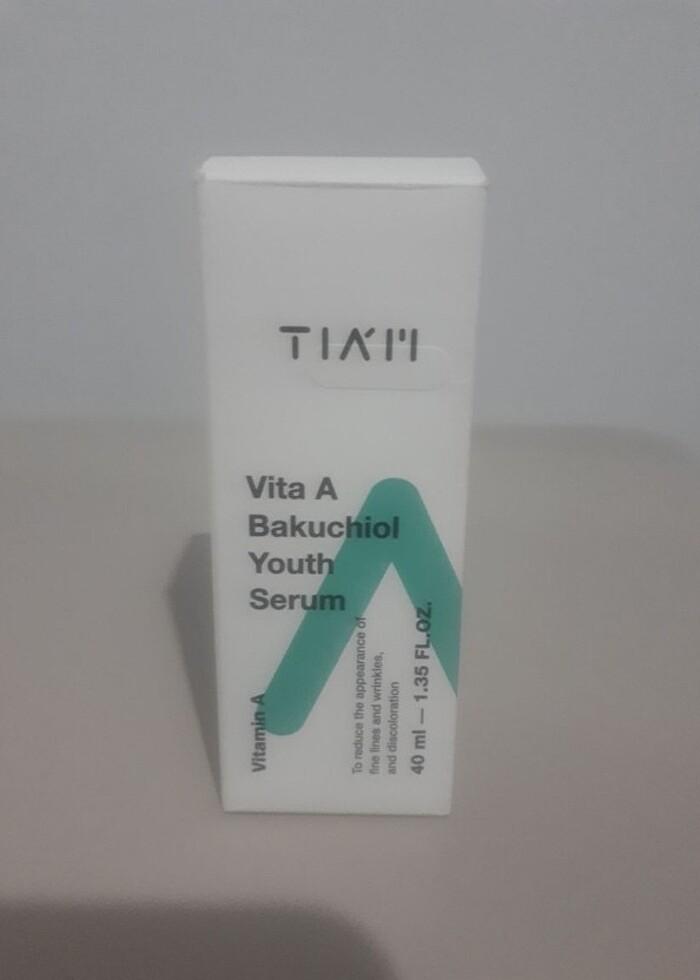 TIA'M
Vita A
Bakuchiol
Youth
Serum
Vitamin A
To reduce the appearance of
fine lines and wrinkles,
and discoloration
40 ml — 1.35 FL.OZ.